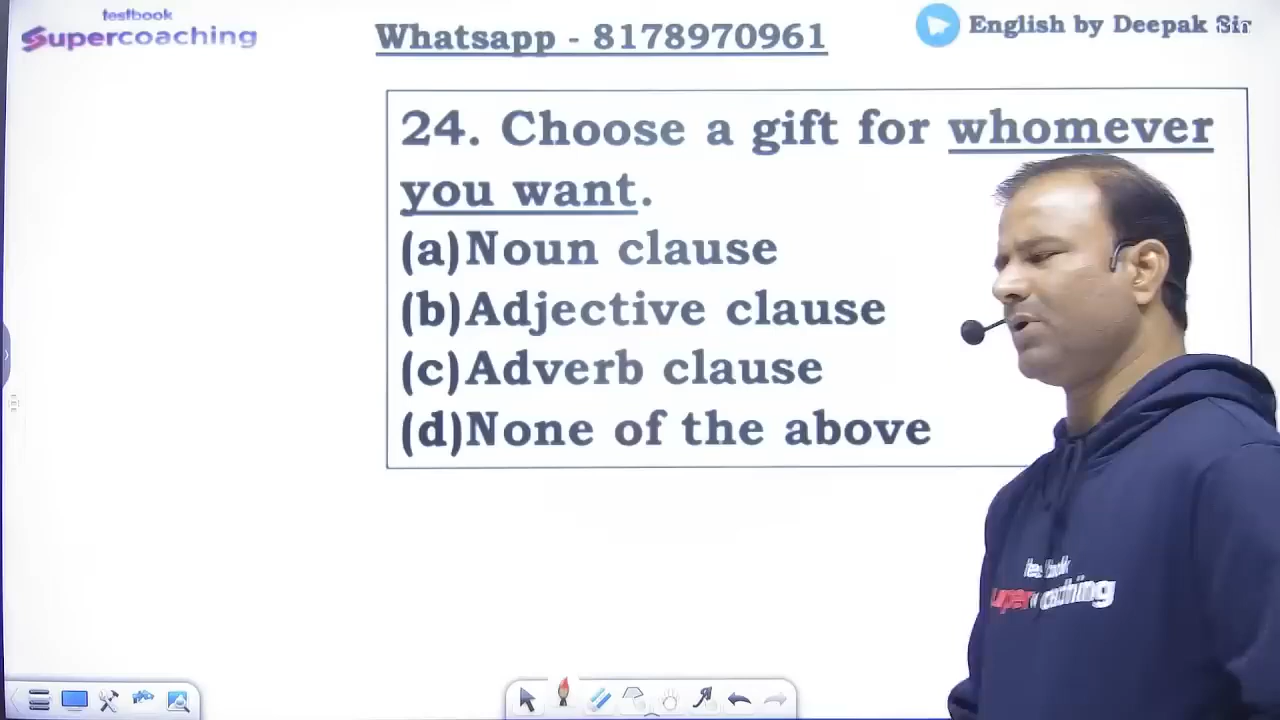 testbook
Supercoaching
Whatsapp - 8178970961
English by Deepak Sir
24. Choose a gift for whomever
you want.
(a)Noun clause
(b)Adjective clause
(c)Adverb clause
(d)None of the above